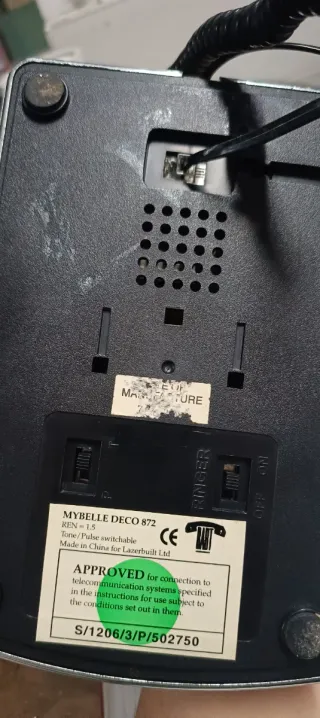 MANUFACTURE
T
P
RINGER
OFF ON
MYBELLE DECO 872
REN = 1.5
Tone/Pulse switchable
Made in China for Lazerbuilt Ltd
CE
APPROVED for connection to
telecommunication systems specified
in the instructions for use subject to
the conditions set out in them.
S/1206/3/P/502750